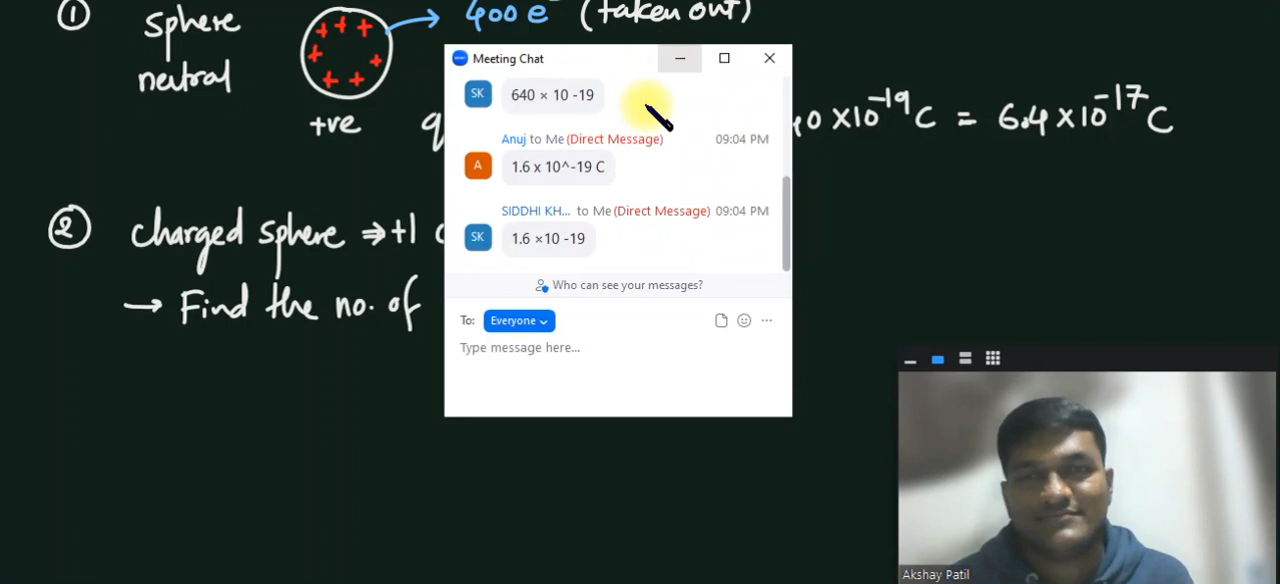 ① sphere
neutral
400 e⁻ (taken out)
+ + +
+ +
+ +
+ve
q
40 ×10⁻¹⁹ C = 6.4 ×10⁻¹⁷ C
② charged sphere ⇒ +1 c
→ Find the no. of
Meeting Chat
SK 640 × 10 -19
Anuj to Me (Direct Message) 09:04 PM
A 1.6 x 10^-19 C
SIDDHI KH... to Me (Direct Message) 09:04 PM
SK 1.6 ×10 -19
Who can see your messages?
To: Everyone
Type message here...
Akshay Patil